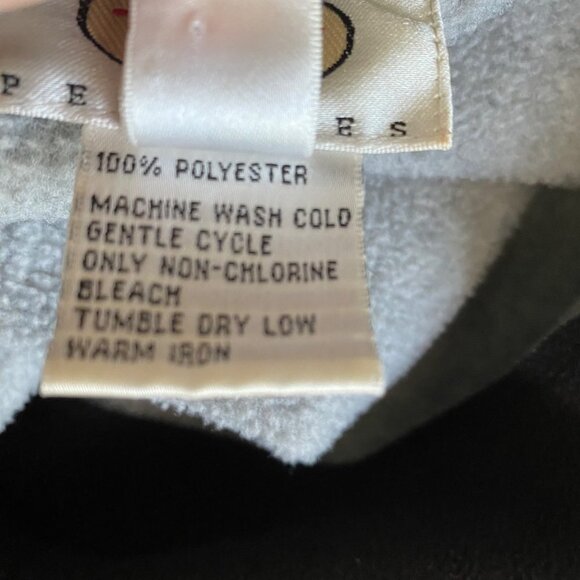 P E E S
100% POLYESTER
MACHINE WASH COLD
GENTLE CYCLE
ONLY NON-CHLORINE
BLEACH
TUMBLE DRY LOW
WARM IRON